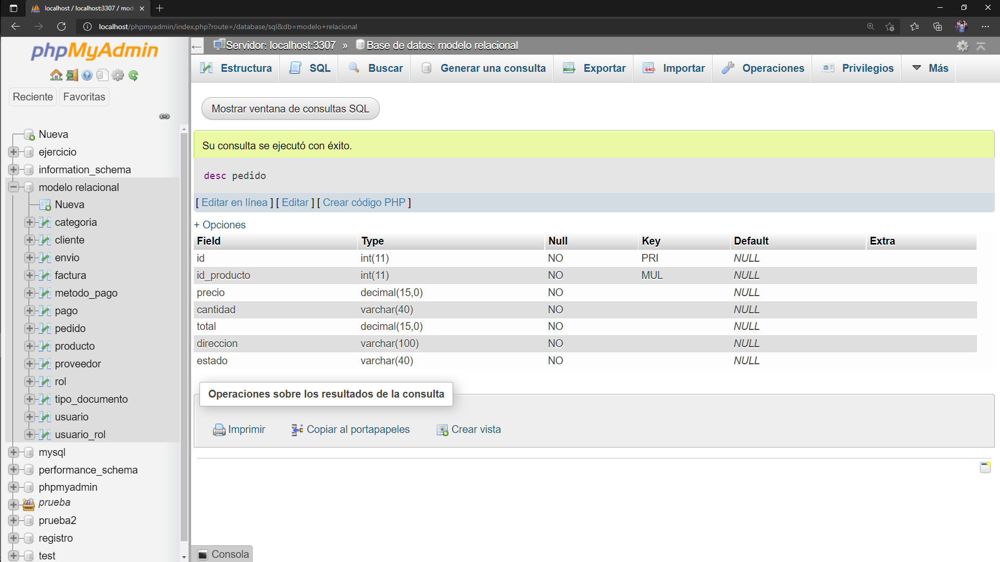 localhost / localhost:3307 / mod
localhost/phpmyadmin/index.php?route=/database/sql&db=modelo+relacional
phpMyAdmin
Reciente Favoritas
Nueva
ejercicio
information_schema
modelo relacional
Nueva
categoria
cliente
envio
factura
metodo_pago
pago
pedido
producto
proveedor
rol
tipo_documento
usuario
usuario_rol
mysql
performance_schema
phpmyadmin
prueba
prueba2
registro
test
Servidor: localhost:3307 » Base de datos: modelo relacional
Estructura SQL Buscar Generar una consulta Exportar Importar Operaciones Privilegios Más
Mostrar ventana de consultas SQL
Su consulta se ejecutó con éxito.
desc pedido
[ Editar en línea ] [ Editar ] [ Crear código PHP ]
+ Opciones
Field Type Null Key Default Extra
id int(11) NO PRI NULL
id_producto int(11) NO MUL NULL
precio decimal(15,0) NO NULL
cantidad varchar(40) NO NULL
total decimal(15,0) NO NULL
direccion varchar(100) NO NULL
estado varchar(40) NO NULL
Operaciones sobre los resultados de la consulta
Imprimir Copiar al portapapeles Crear vista
Consola